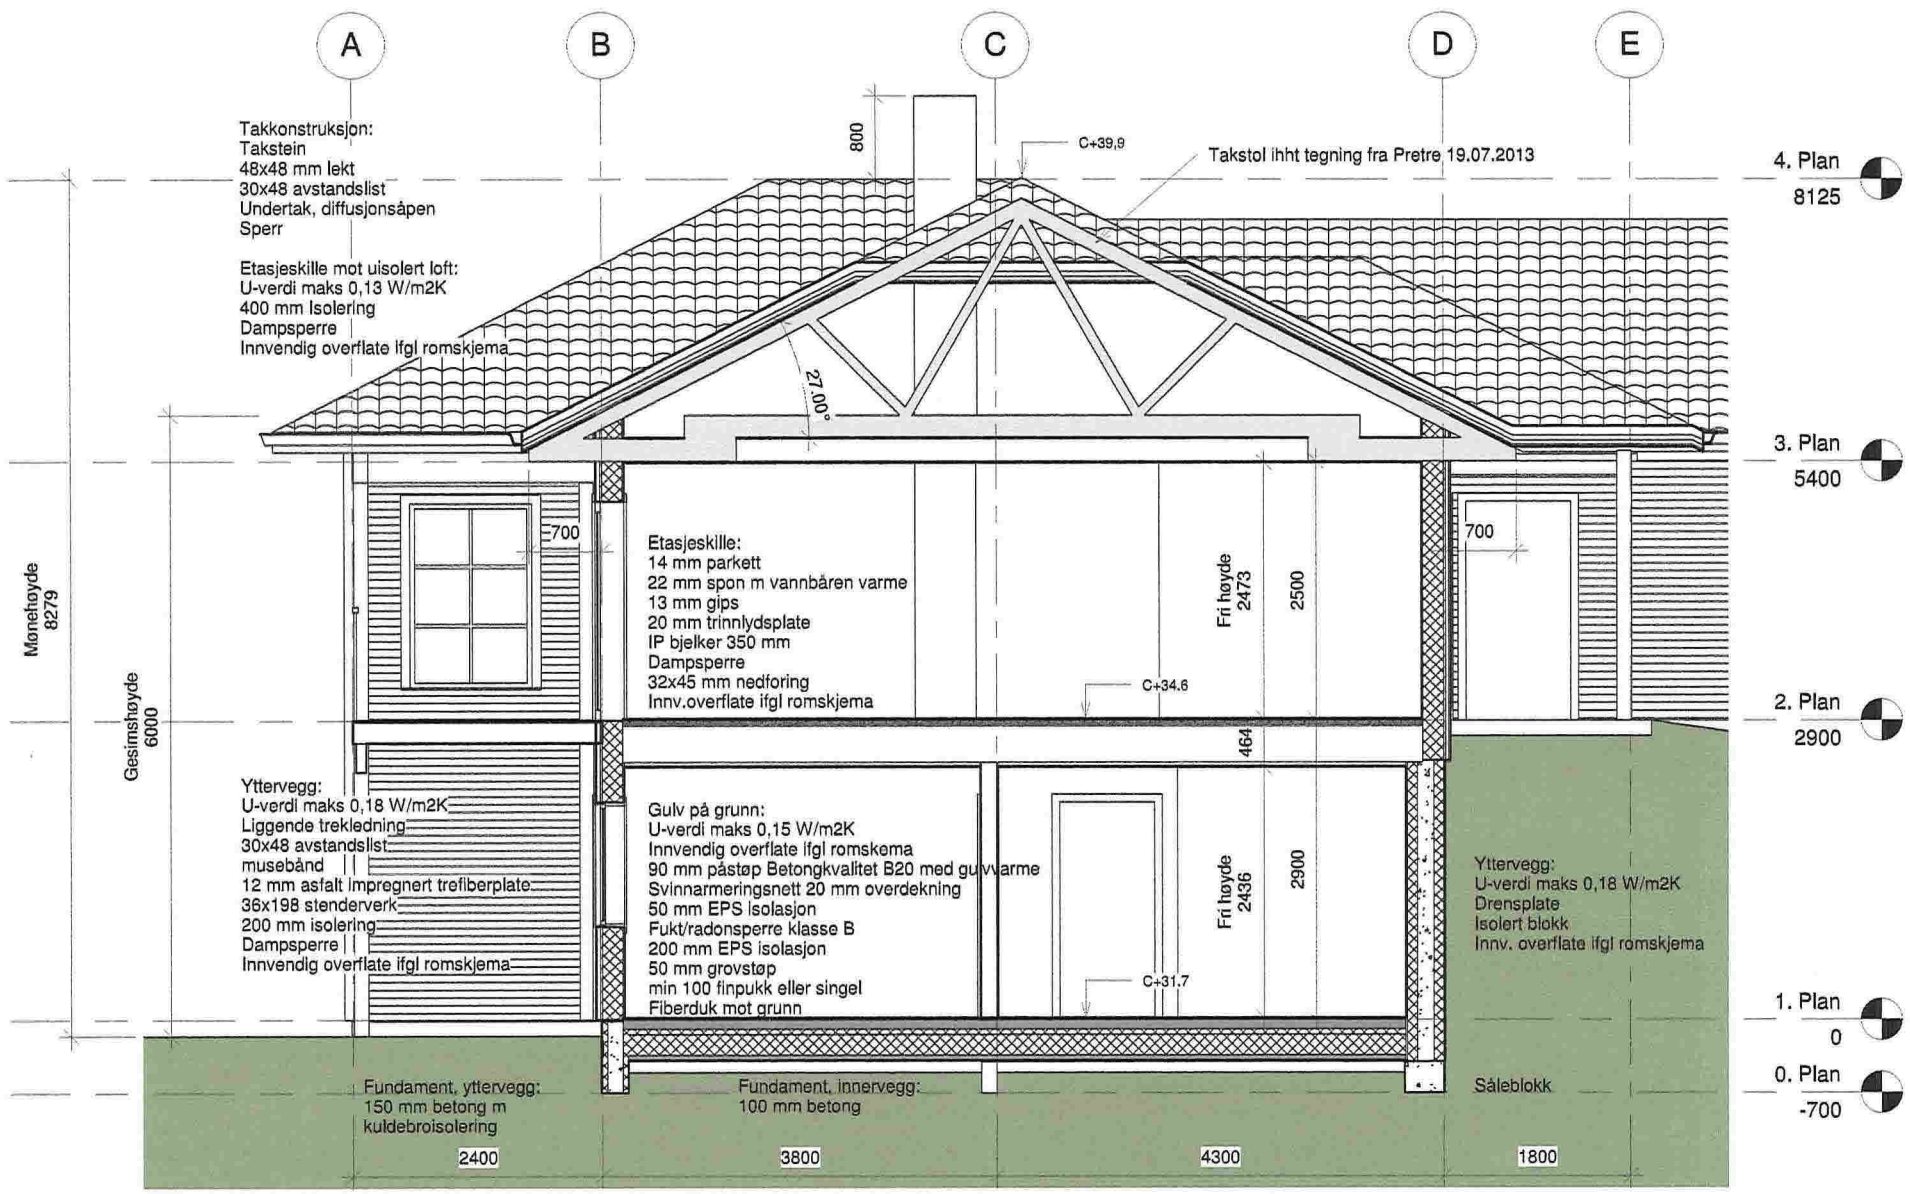 A
B
C
D
E
Takkonstruksjon:
Takstein
48x48 mm lekt
30x48 avstandslist
Undertak, diffusjonsåpen
Sperr
Etasjeskille mot uisolert loft:
U-verdi maks 0,13 W/m2K
400 mm Isolering
Dampsperre
Innvendig overflate ifgl romskjema
800
C+39,9
Takstol ihht tegning fra Pretre 19.07.2013
4. Plan
8125
27.00°
3. Plan
5400
Mønehøyde
8279
Gesimshøyde
6000
700
Etasjeskille:
14 mm parkett
22 mm spon m vannbåren varme
13 mm gips
20 mm trinnlydsplate
IP bjelker 350 mm
Dampsperre
32x45 mm nedforing
Innv.overflate ifgl romskjema
Fri høyde
2473
2500
700
C+34.6
2. Plan
2900
464
Yttervegg:
U-verdi maks 0,18 W/m2K
Liggende trekledning
30x48 avstandslist
musebånd
12 mm asfalt impregnert trefiberplate
36x198 stenderverk
200 mm isolering
Dampsperre
Innvendig overflate ifgl romskjema
Gulv på grunn:
U-verdi maks 0,15 W/m2K
Innvendig overflate ifgl romskema
90 mm påstøp Betongkvalitet B20 med gulvvarme
Svinnarmeringsnett 20 mm overdekning
50 mm EPS isolasjon
Fukt/radonsperre klasse B
200 mm EPS isolasjon
50 mm grovstøp
min 100 finpukk eller singel
Fiberduk mot grunn
Fri høyde
2436
2900
C+31.7
Yttervegg:
U-verdi maks 0,18 W/m2K
Drensplate
Isolert blokk
Innv. overflate ifgl romskjema
1. Plan
0
Fundament, yttervegg:
150 mm betong m
kuldebroisolering
Fundament, innervegg:
100 mm betong
Såleblokk
0. Plan
-700
2400
3800
4300
1800